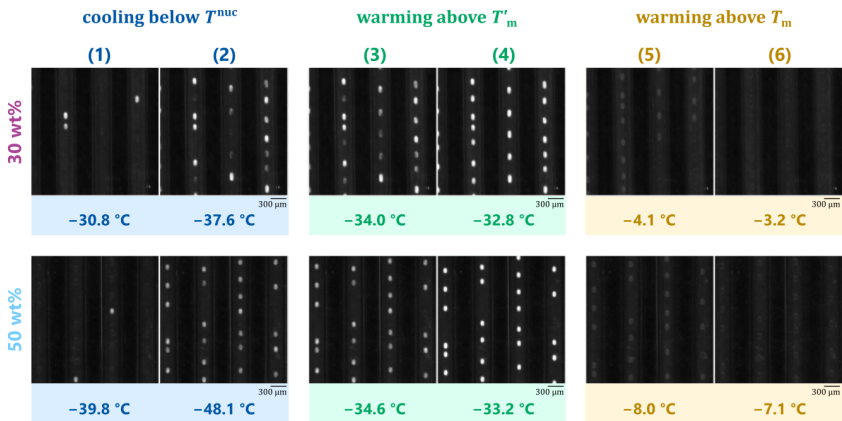 cooling below T^nuc
warming above T′m
warming above Tm
(1) (2) (3) (4) (5) (6)
30 wt%
300 μm 300 μm 300 μm
−30.8 °C −37.6 °C −34.0 °C −32.8 °C −4.1 °C −3.2 °C
50 wt%
300 μm 300 μm 300 μm
−39.8 °C −48.1 °C −34.6 °C −33.2 °C −8.0 °C −7.1 °C